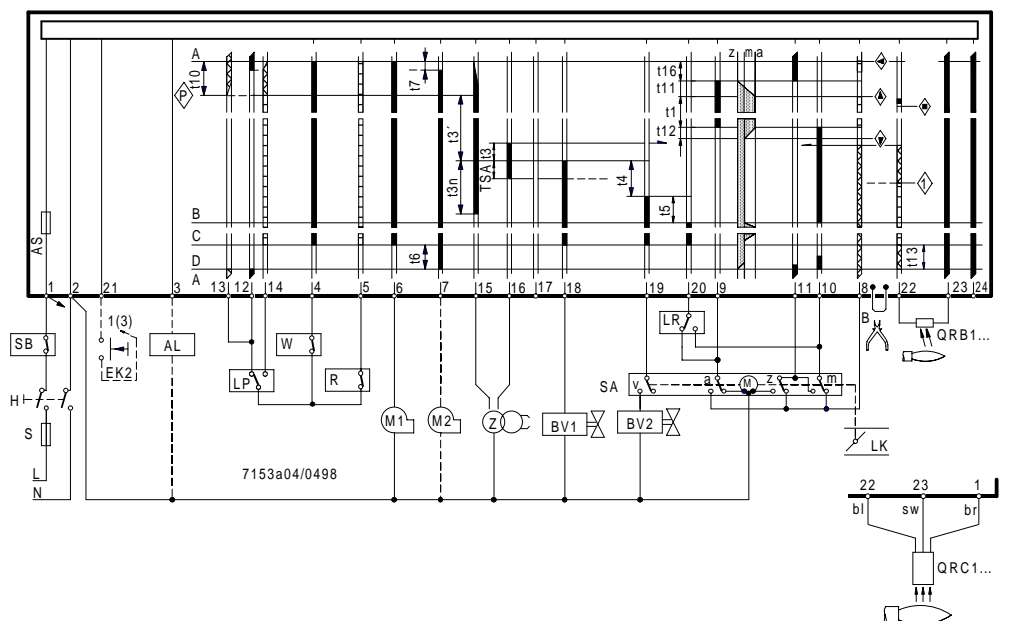 A
t10
P
t7
z m a
t16
t11
t1
t12
t3´
t3
TSA
t3n
t4
t5
1
B
C
D
A
t6
t13
AS
1 2 21 3 13 12 14 4 5 6 7 15 16 17 18 19 20 9 11 10 8 22 23 24
SB
1(3)
EK2
AL
W
LP
R
LR
B
QRB1...
H
SA
v a M z m
S
M1
M2
Z
BV1
BV2
LK
L
N
7153a04/0498
22 23 1
bl sw br
QRC1...